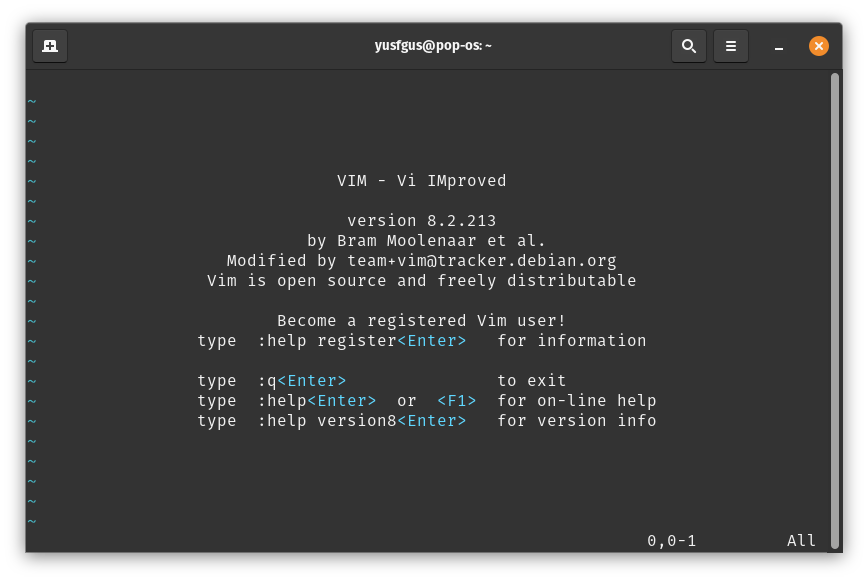 yusfgus@pop-os: ~
~
~
~
~
~ VIM - Vi IMproved
~
~ version 8.2.213
~ by Bram Moolenaar et al.
~ Modified by team+vim@tracker.debian.org
~ Vim is open source and freely distributable
~
~ Become a registered Vim user!
~ type :help register<Enter> for information
~
~ type :q<Enter> to exit
~ type :help<Enter> or <F1> for on-line help
~ type :help version8<Enter> for version info
~
~
~
~
~
0,0-1 All